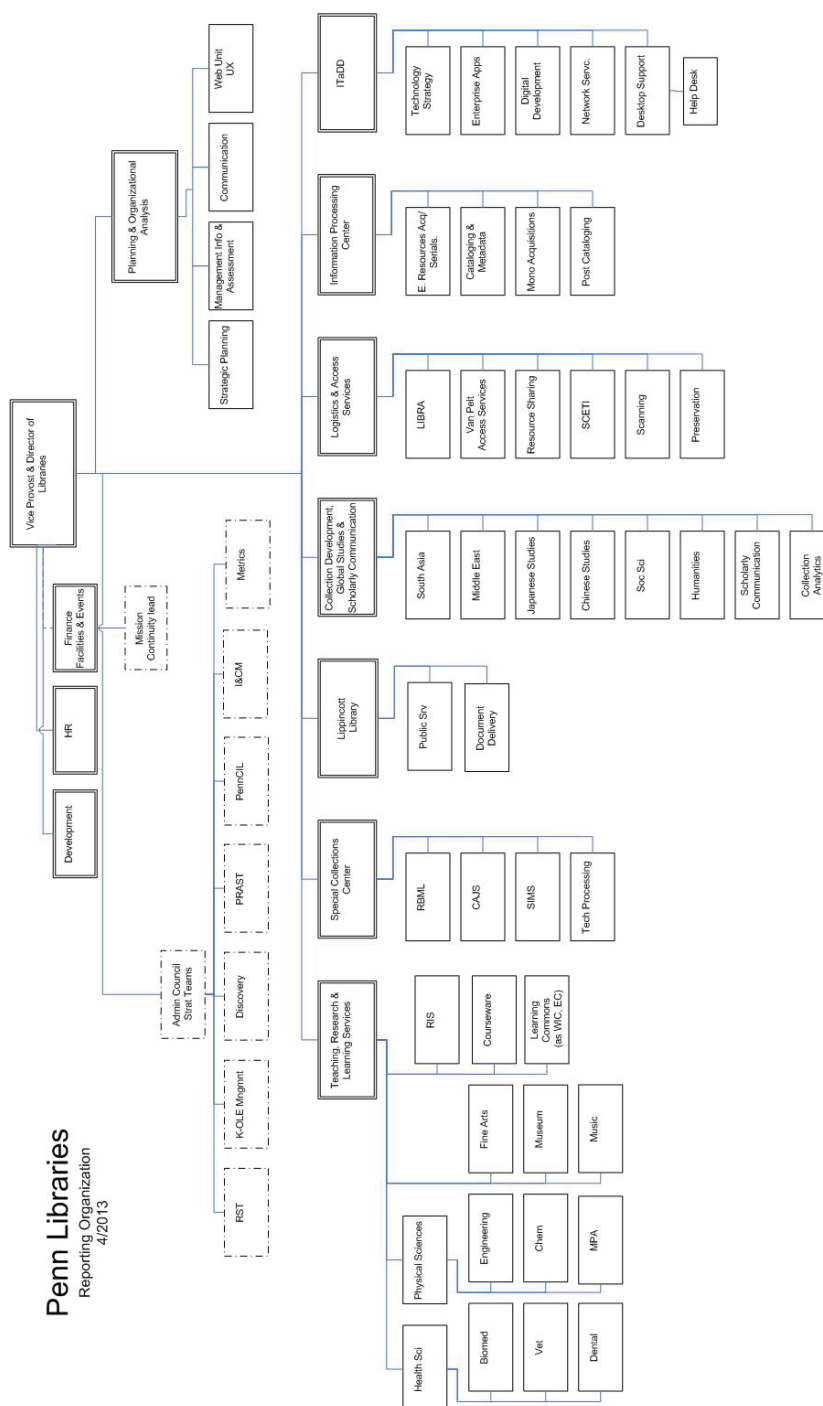 Penn Libraries
Reporting Organization
4/2013
Vice Provost & Director of
Libraries
Development
HR
Finance
Facilities & Events
Mission
Continuity lead
Planning & Organizational
Analysis
Strategic Planning
Management Info &
Assessment
Communication
Web Unit
UX
Admin Council
Strat Teams
RST
K-OLE Mngmnt
Discovery
PRAST
PennCIL
I&CM
Metrics
Teaching, Research &
Learning Services
Health Sci
Biomed
Vet
Dental
Physical Sciences
Engineering
Chem
MPA
Fine Arts
Museum
Music
RIS
Courseware
Learning
Commons
(as WIC, EC)
Special Collections
Center
RBML
CAJS
SIMS
Tech Processing
Lippincott
Library
Public Srv
Document
Delivery
Collection Development,
Global Studies &
Scholarly Communication
South Asia
Middle East
Japanese Studies
Chinese Studies
Soc Sci
Humanities
Scholarly
Communication
Collection
Analytics
Logistics & Access
Services
LIBRA
Van Pelt
Access Services
Resource Sharing
SCETI
Scanning
Preservation
Information Processing
Center
E. Resources Acq/
Serials.
Cataloging &
Metadata
Mono Acquisitions
Post Cataloging
ITaDD
Technology
Strategy
Enterprise Apps
Digital
Development
Network Servc.
Desktop Support
Help Desk